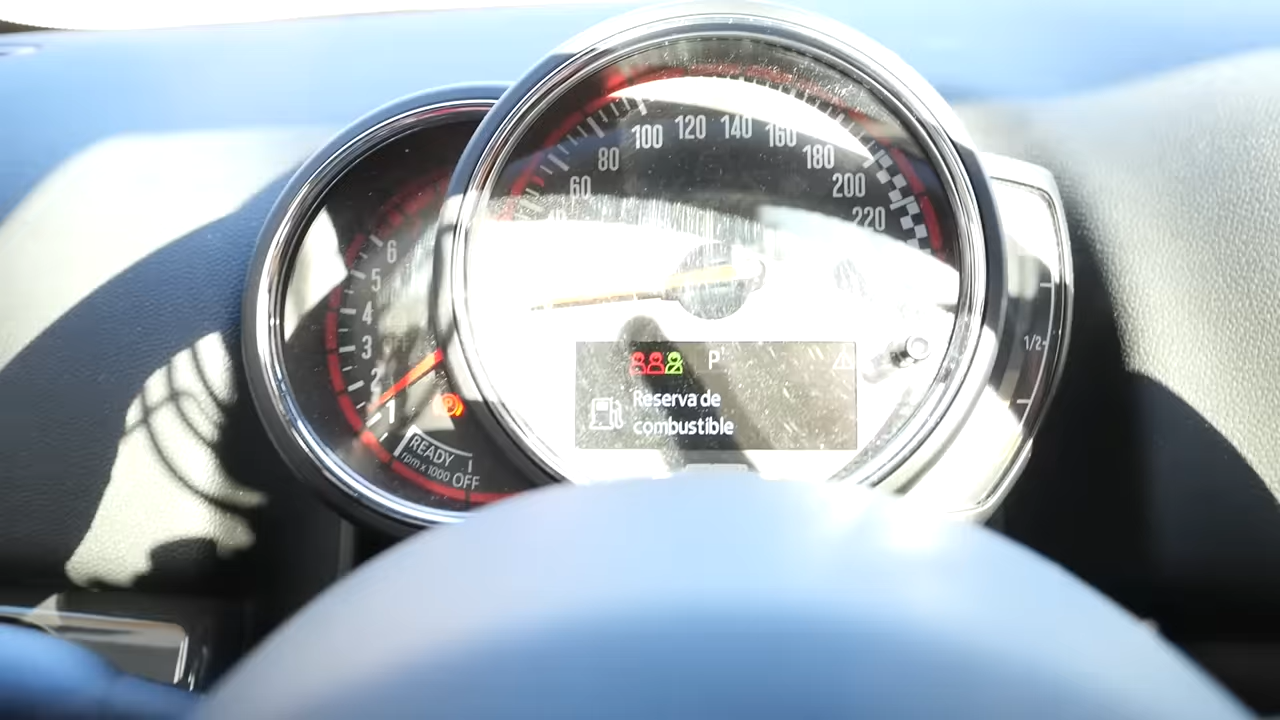 100 120 140 160
80 180
60 200
220
6
5
4
3
2
1
1/2
P
Reserva de
combustible
READY
rpm x 1000 OFF